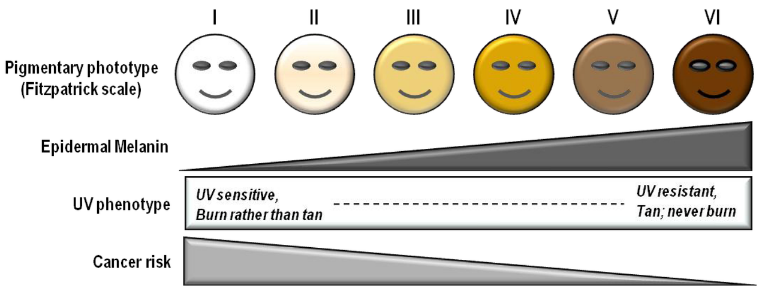 I II III IV V VI
Pigmentary phototype
(Fitzpatrick scale)
Epidermal Melanin
UV phenotype
UV sensitive,
Burn rather than tan
UV resistant,
Tan; never burn
Cancer risk